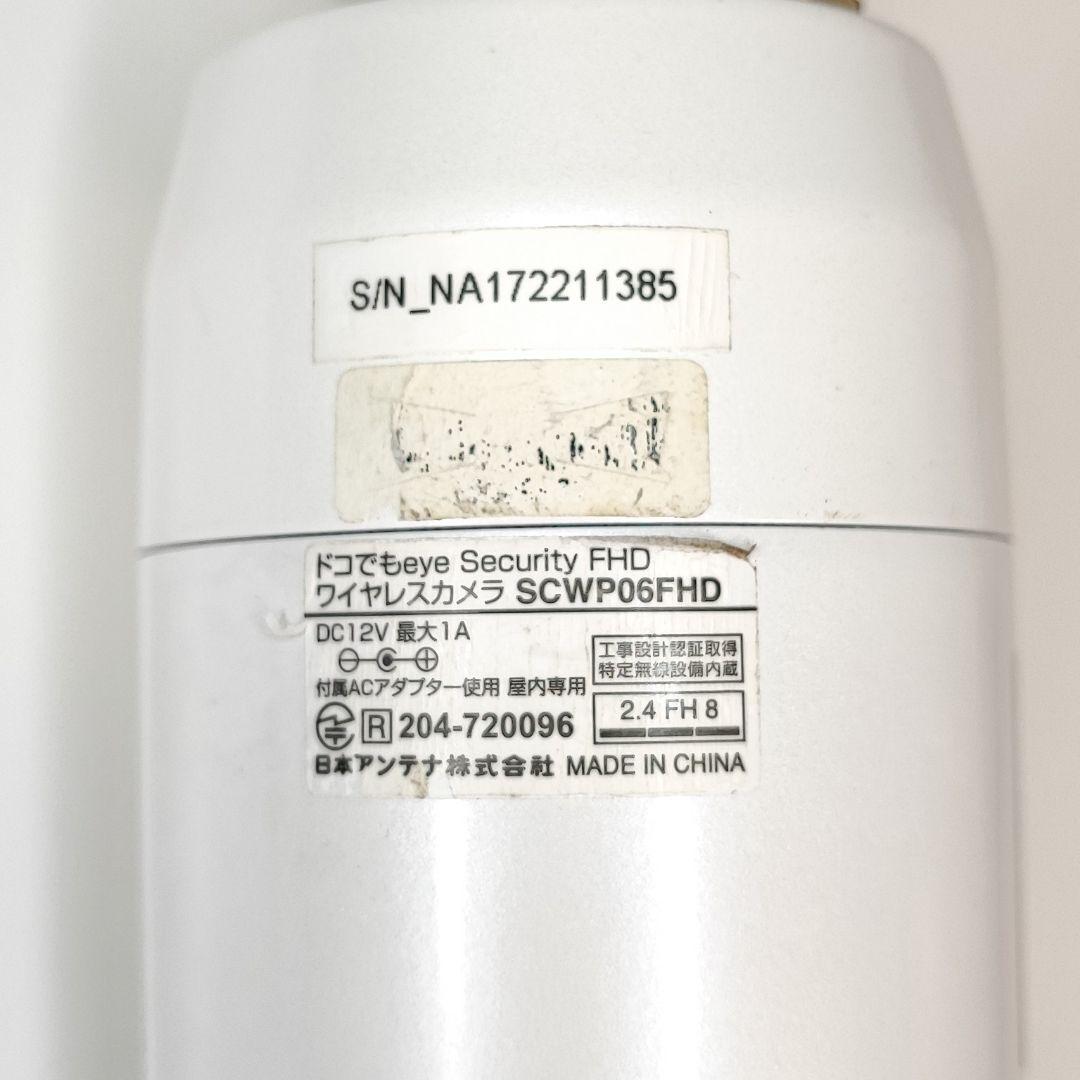 S/N_NA172211385
ドコでもeye Security FHD
ワイヤレスカメラ SCWP06FHD
DC12V 最大1A
付属ACアダプター使用 屋内専用
工事設計認証取得
特定無線設備内蔵
R 204-720096
2.4 FH 8
日本アンテナ株式会社 MADE IN CHINA